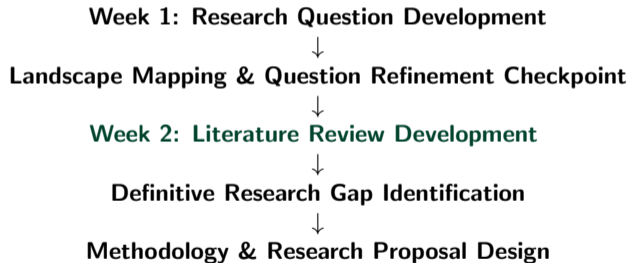 Week 1: Research Question Development
↓
Landscape Mapping & Question Refinement Checkpoint
↓
Week 2: Literature Review Development
↓
Definitive Research Gap Identification
↓
Methodology & Research Proposal Design